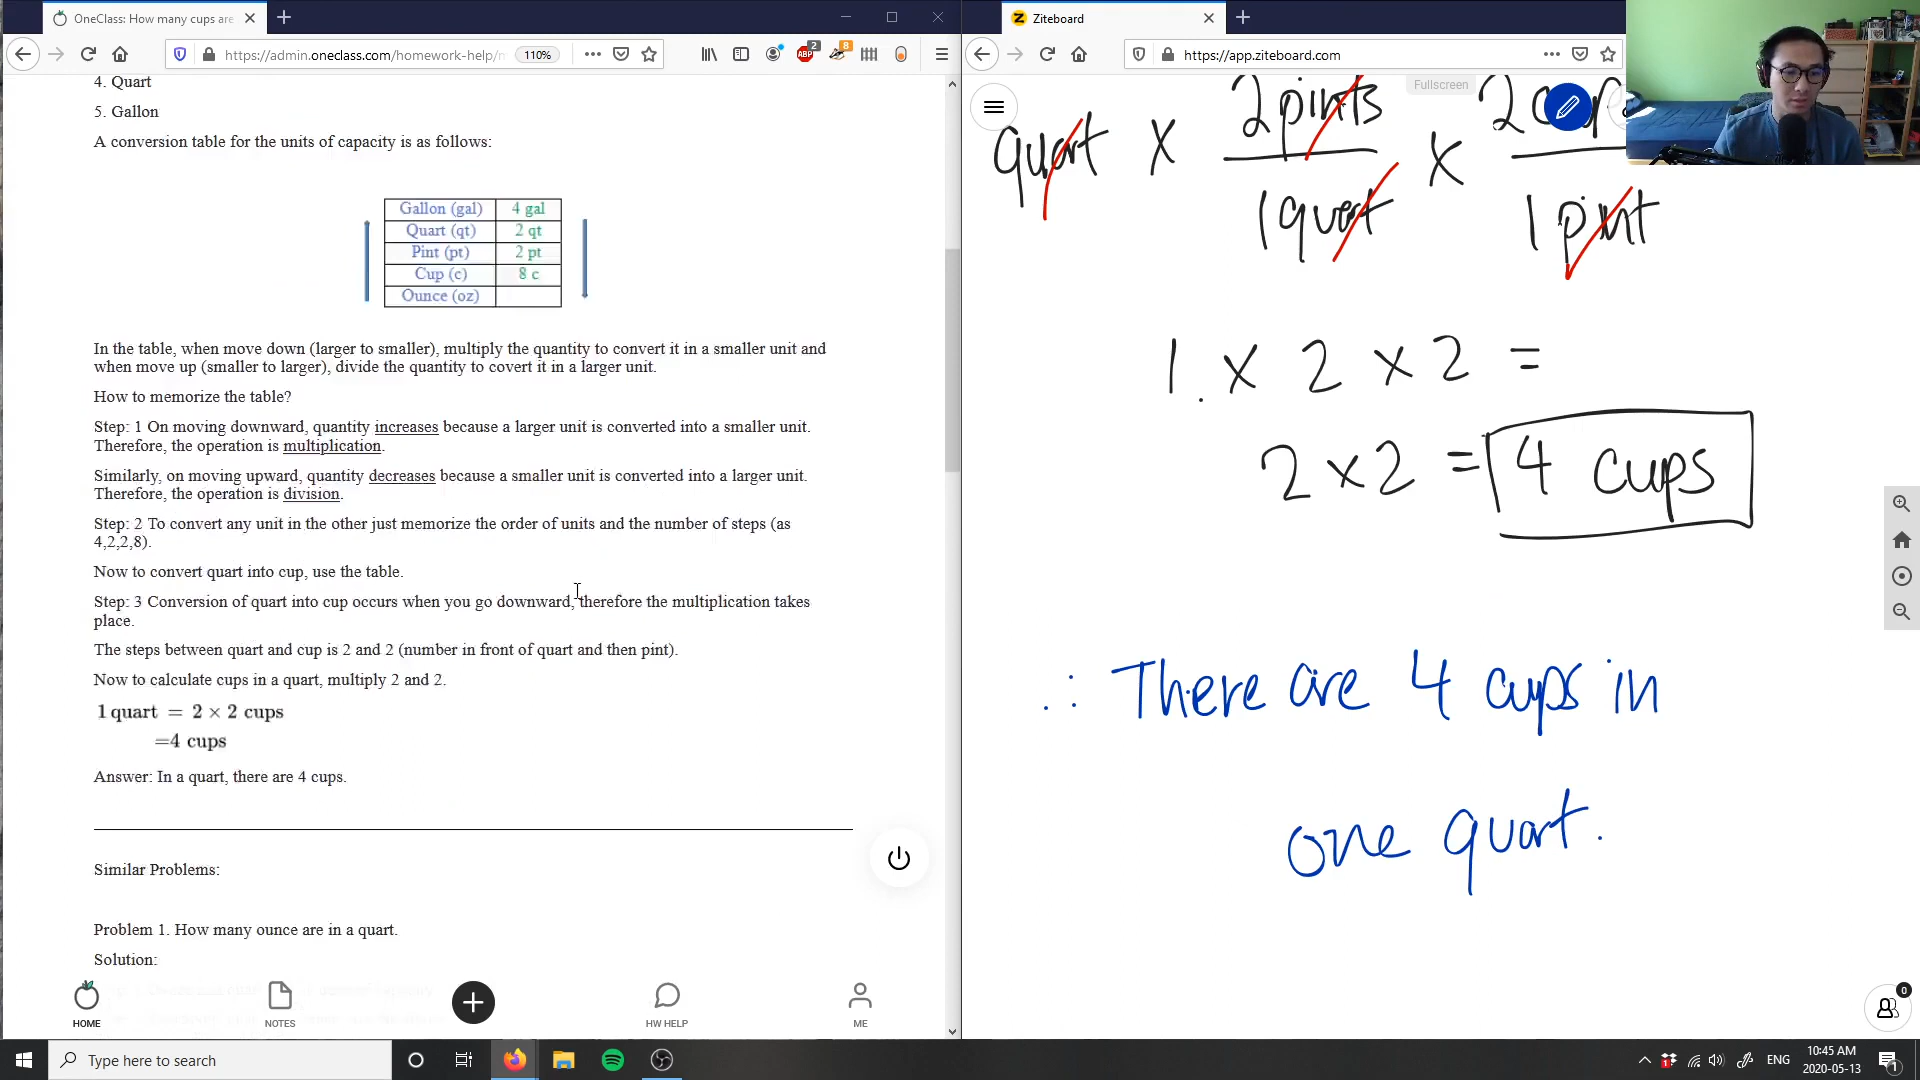 OneClass: How many cups are
https://admin.oneclass.com/homework-help/m
110%
2
8
4. Quart
5. Gallon
A conversion table for the units of capacity is as follows:
Gallon (gal) 4 gal
Quart (qt) 2 qt
Pint (pt) 2 pt
Cup (c) 8 c
Ounce (oz)
In the table, when move down (larger to smaller), multiply the quantity to convert it in a smaller unit and
when move up (smaller to larger), divide the quantity to covert it in a larger unit.
How to memorize the table?
Step: 1 On moving downward, quantity increases because a larger unit is converted into a smaller unit.
Therefore, the operation is multiplication.
Similarly, on moving upward, quantity decreases because a smaller unit is converted into a larger unit.
Therefore, the operation is division.
Step: 2 To convert any unit in the other just memorize the order of units and the number of steps (as
4,2,2,8).
Now to convert quart into cup, use the table.
Step: 3 Conversion of quart into cup occurs when you go downward, therefore the multiplication takes
place.
The steps between quart and cup is 2 and 2 (number in front of quart and then pint).
Now to calculate cups in a quart, multiply 2 and 2.
1 quart = 2 × 2 cups
=4 cups
Answer: In a quart, there are 4 cups.
Similar Problems:
Problem 1. How many ounce are in a quart.
Solution:
HOME
NOTES
HW HELP
ME
Ziteboard
https://app.ziteboard.com
Fullscreen
quart x 2 pints x 2 cup
1 quart 1 pint
1. x 2 x 2 =
2 x 2 = 4 cups
∴ There are 4 cups in
one quart.
0
Type here to search
ENG
10:45 AM
2020-05-13
1